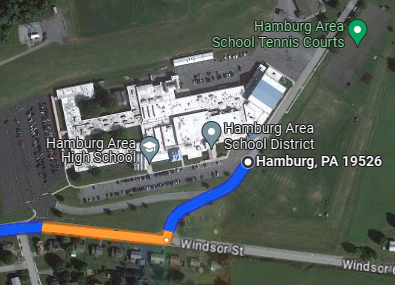 Hamburg Area
School Tennis Courts
Hamburg Area
High School
Hamburg Area
School District
Hamburg, PA 19526
Windsor St
Windsor